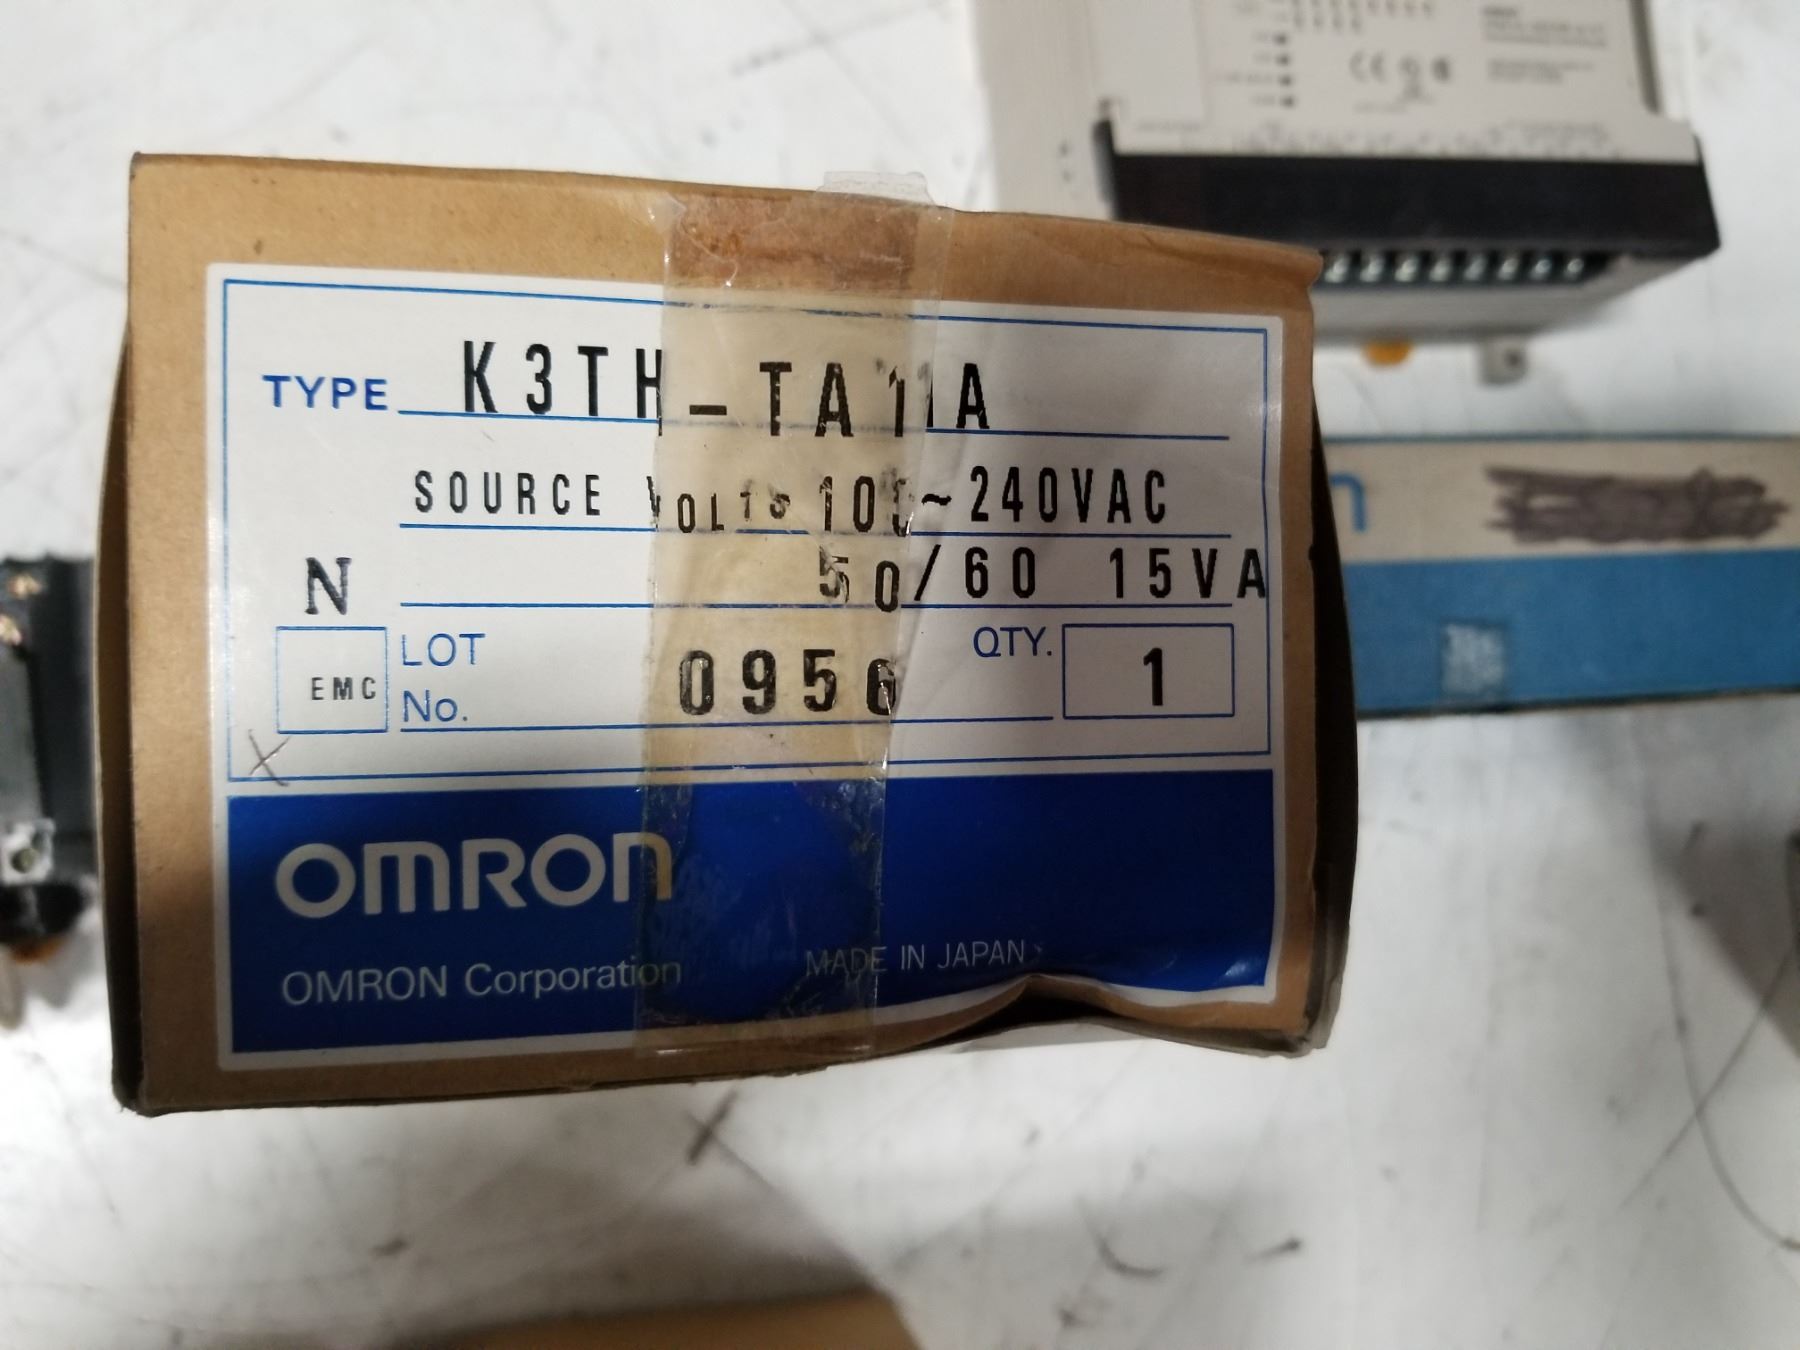 TYPE K3TH-TA11A
SOURCE VOLTS 100~240VAC
N 50/60 15VA
EMC LOT No. 0956 QTY. 1
OMRON
OMRON Corporation MADE IN JAPAN
CE
n